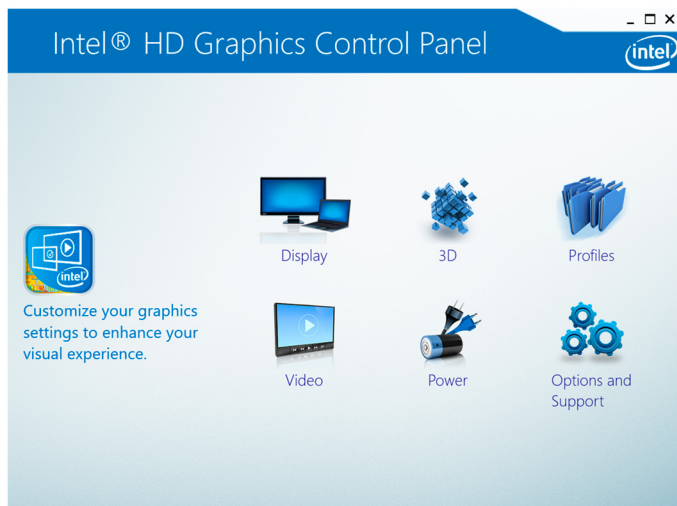 Intel® HD Graphics Control Panel
intel
Display
3D
Profiles
intel
Customize your graphics
settings to enhance your
visual experience.
Video
Power
Options and
Support